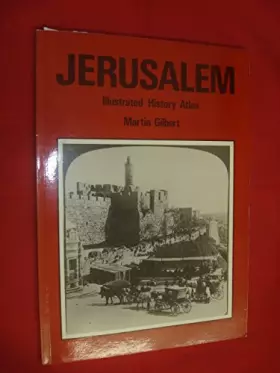 JERUSALEM
Illustrated History Atlas
Martin Gilbert